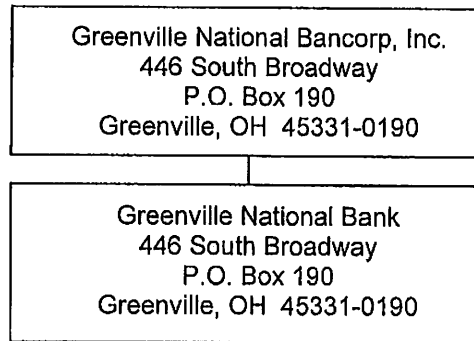 Greenville National Bancorp, Inc.
446 South Broadway
P.O. Box 190
Greenville, OH 45331-0190
Greenville National Bank
446 South Broadway
P.O. Box 190
Greenville, OH 45331-0190